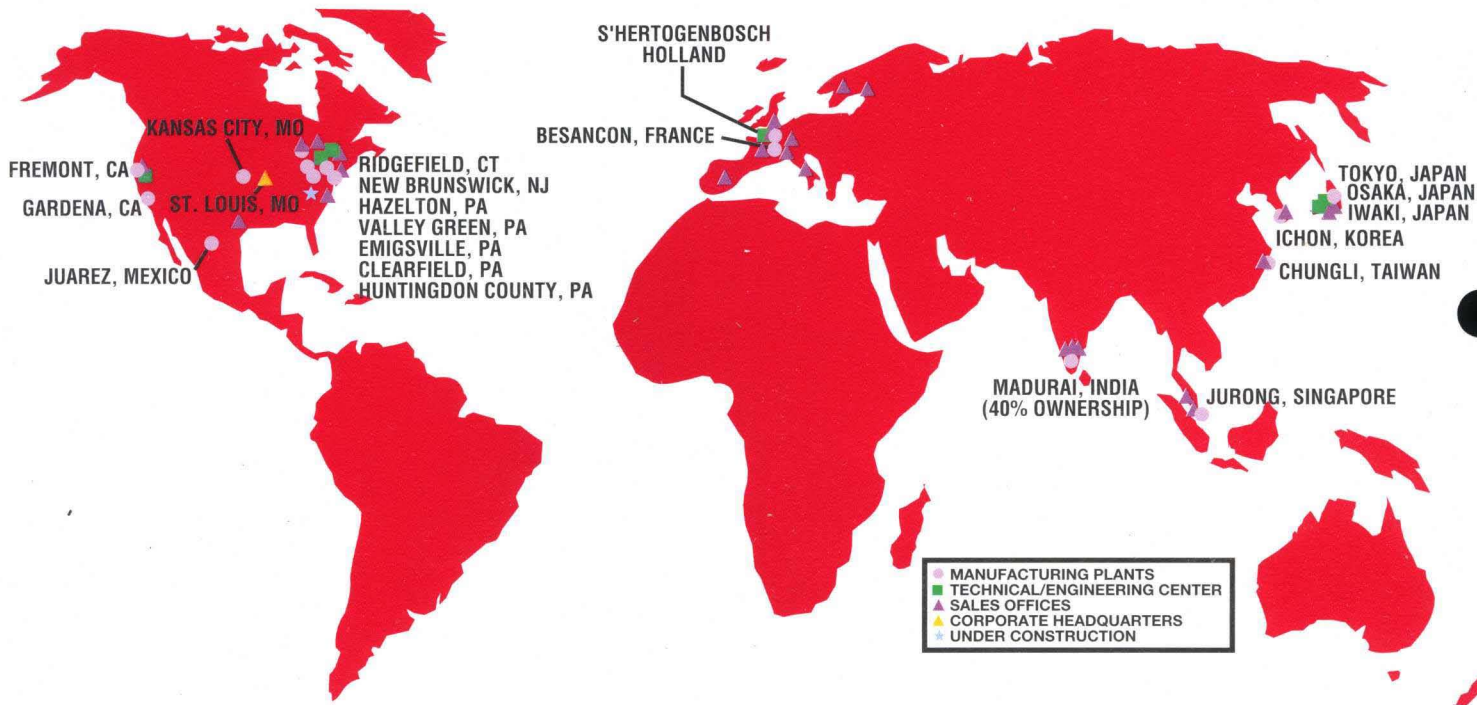 S'HERTOGENBOSCH
HOLLAND
KANSAS CITY, MO
BESANCON, FRANCE
FREMONT, CA
GARDENA, CA
ST. LOUIS, MO
JUAREZ, MEXICO
RIDGEFIELD, CT
NEW BRUNSWICK, NJ
HAZELTON, PA
VALLEY GREEN, PA
EMIGSVILLE, PA
CLEARFIELD, PA
HUNTINGDON COUNTY, PA
TOKYO, JAPAN
OSAKA, JAPAN
IWAKI, JAPAN
ICHON, KOREA
CHUNGLI, TAIWAN
MADURAI, INDIA
(40% OWNERSHIP)
JURONG, SINGAPORE
MANUFACTURING PLANTS
TECHNICAL/ENGINEERING CENTER
SALES OFFICES
CORPORATE HEADQUARTERS
UNDER CONSTRUCTION